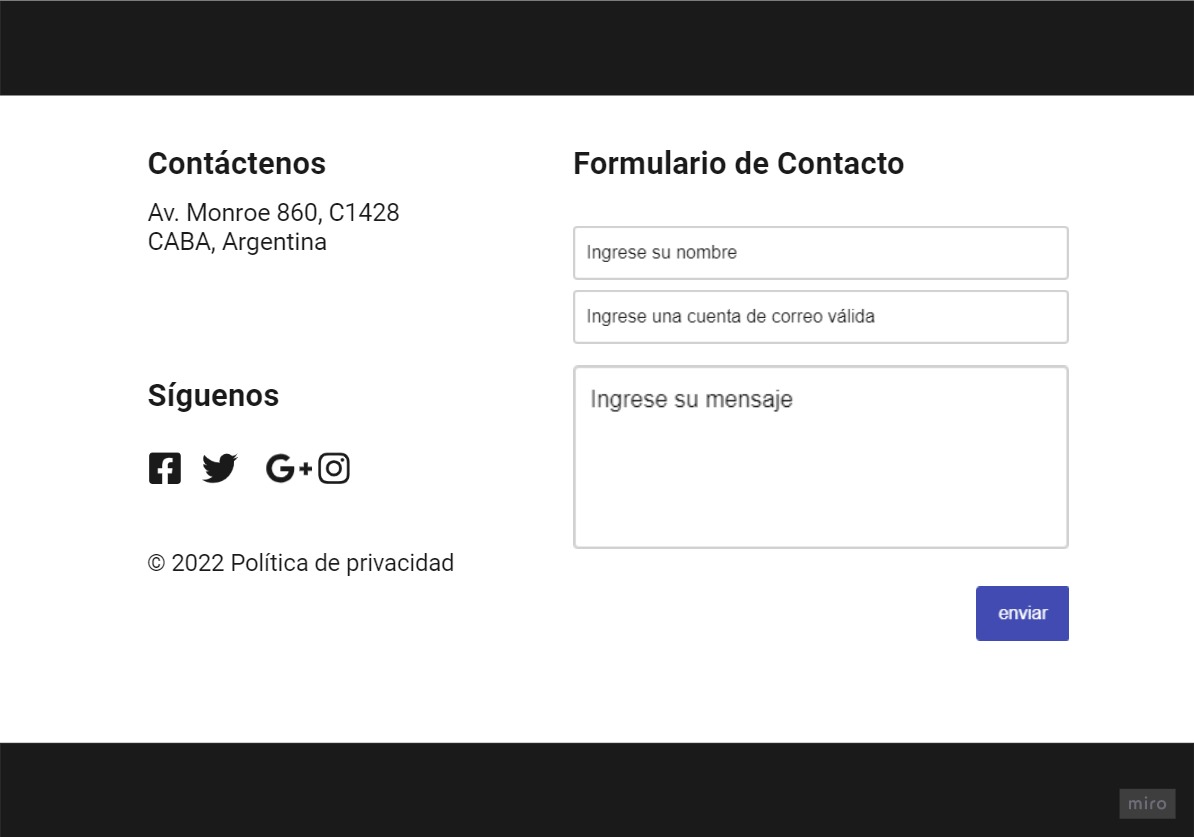 Contáctenos
Av. Monroe 860, C1428
CABA, Argentina
Síguenos
G+
© 2022 Política de privacidad
Formulario de Contacto
Ingrese su nombre
Ingrese una cuenta de correo válida
Ingrese su mensaje
enviar
miro